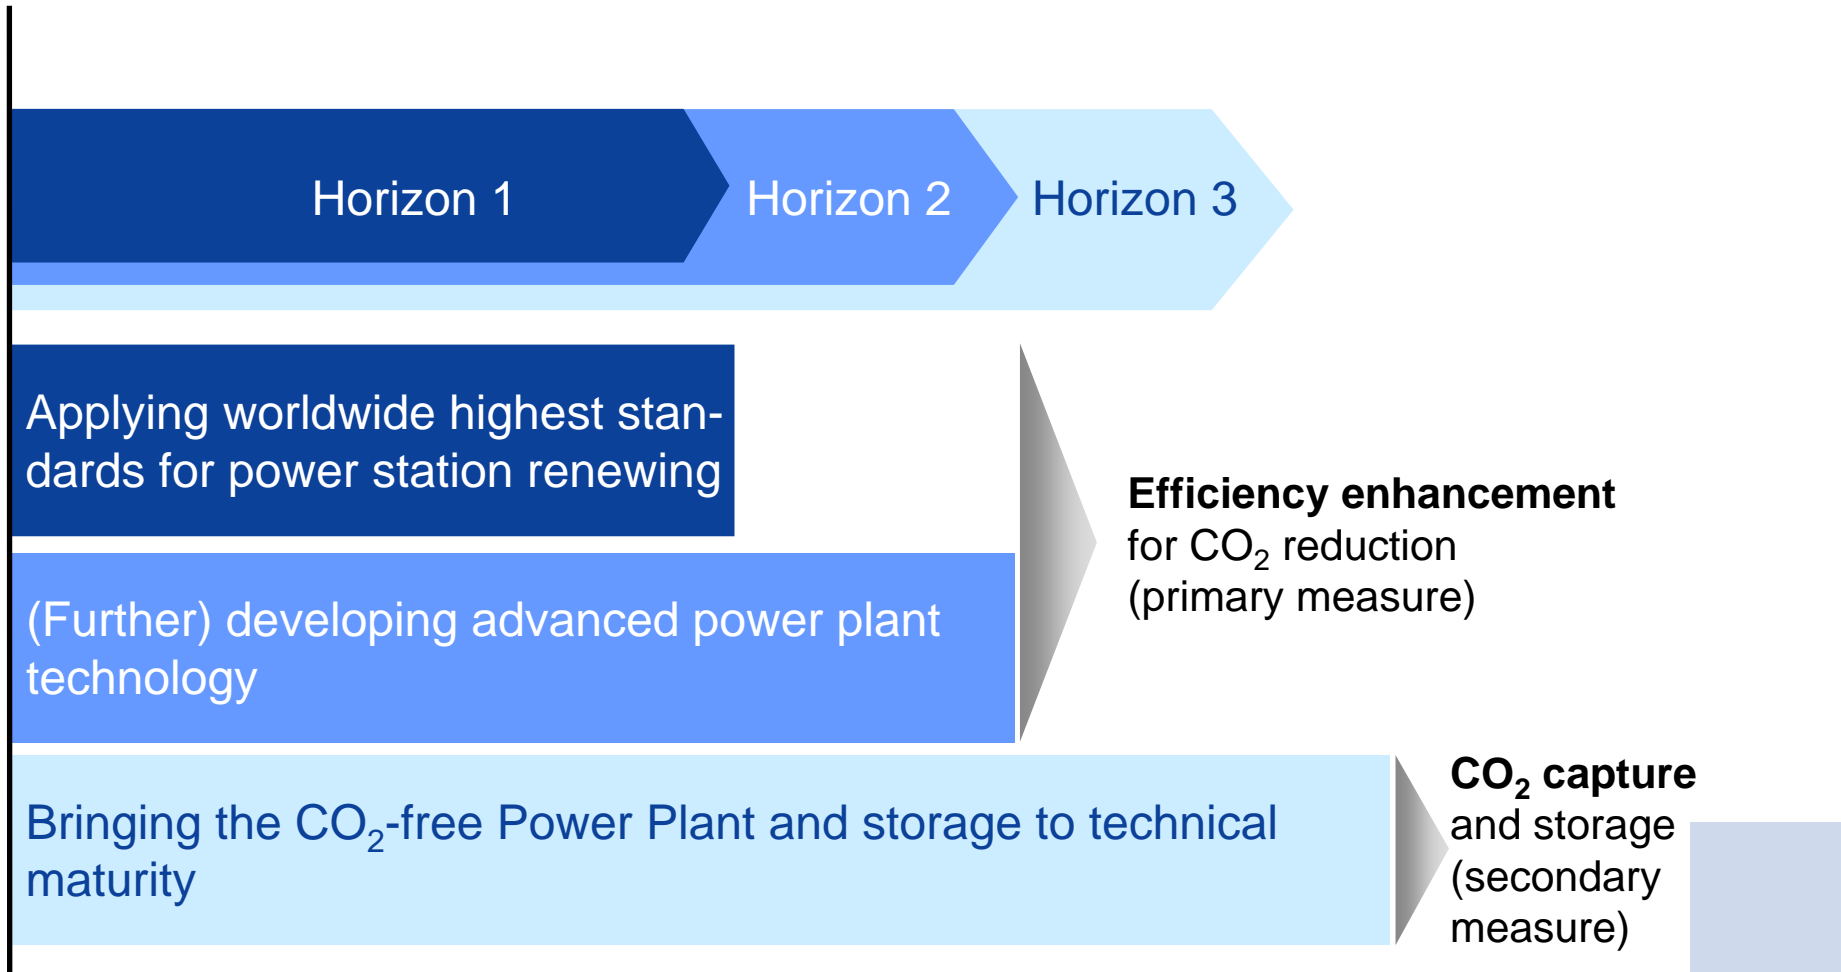 Horizon 1
Horizon 2
Horizon 3
Applying worldwide highest stan-
dards for power station renewing
(Further) developing advanced power plant
technology
Efficiency enhancement
for CO₂ reduction
(primary measure)
Bringing the CO₂-free Power Plant and storage to technical
maturity
CO₂ capture
and storage
(secondary
measure)